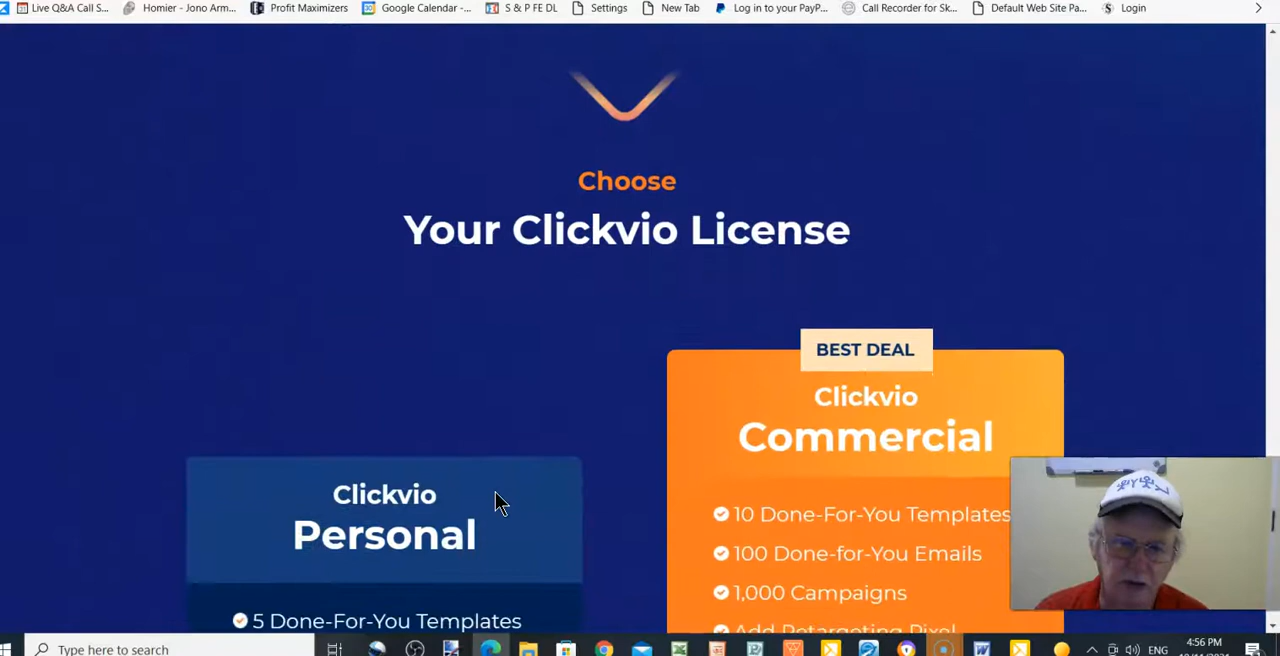 Live Q&A Call S...
Homier - Jono Arm...
Profit Maximizers
Google Calendar -...
S & P FE DL
Settings
New Tab
Log in to your PayP...
Call Recorder for Sk...
Default Web Site Pa...
Login
Choose
Your Clickvio License
BEST DEAL
Clickvio
Commercial
10 Done-For-You Templates
100 Done-for-You Emails
1,000 Campaigns
Add Retargeting Pixel
Clickvio
Personal
5 Done-For-You Templates
Type here to search
ENG
4:56 PM